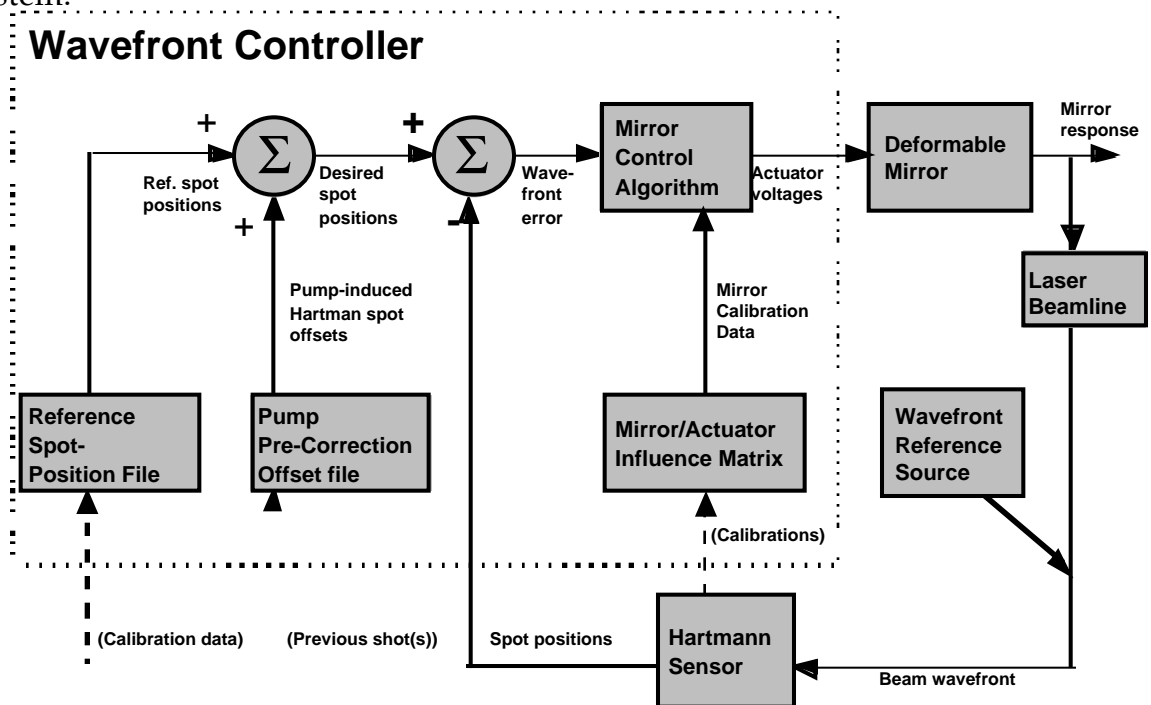 stem.
Wavefront Controller
+
Σ
+
Ref. spot
positions
Desired
spot
positions
+
Σ
-
Wave-
front
error
Mirror
Control
Algorithm
Actuator
voltages
Deformable
Mirror
Mirror
response
Laser
Beamline
Pump-induced
Hartman spot
offsets
Mirror
Calibration
Data
Reference
Spot-
Position File
Pump
Pre-Correction
Offset file
Mirror/Actuator
Influence Matrix
Wavefront
Reference
Source
(Calibrations)
(Calibration data)
(Previous shot(s))
Spot positions
Hartmann
Sensor
Beam wavefront